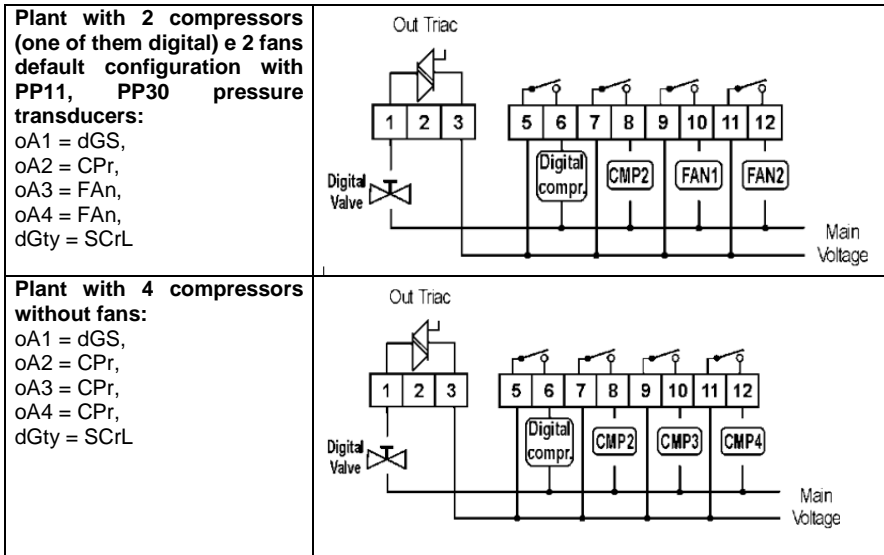 Plant with 2 compressors
(one of them digital) e 2 fans
default configuration with
PP11, PP30 pressure
transducers:
oA1 = dGS,
oA2 = CPr,
oA3 = FAn,
oA4 = FAn,
dGty = SCrL
Out Triac
1 2 3 5 6 7 8 9 10 11 12
Digital
compr.
CMP2
FAN1
FAN2
Digital
Valve
Main
Voltage
Plant with 4 compressors
without fans:
oA1 = dGS,
oA2 = CPr,
oA3 = CPr,
oA4 = CPr,
dGty = SCrL
Out Triac
1 2 3 5 6 7 8 9 10 11 12
Digital
compr.
CMP2
CMP3
CMP4
Digital
Valve
Main
Voltage